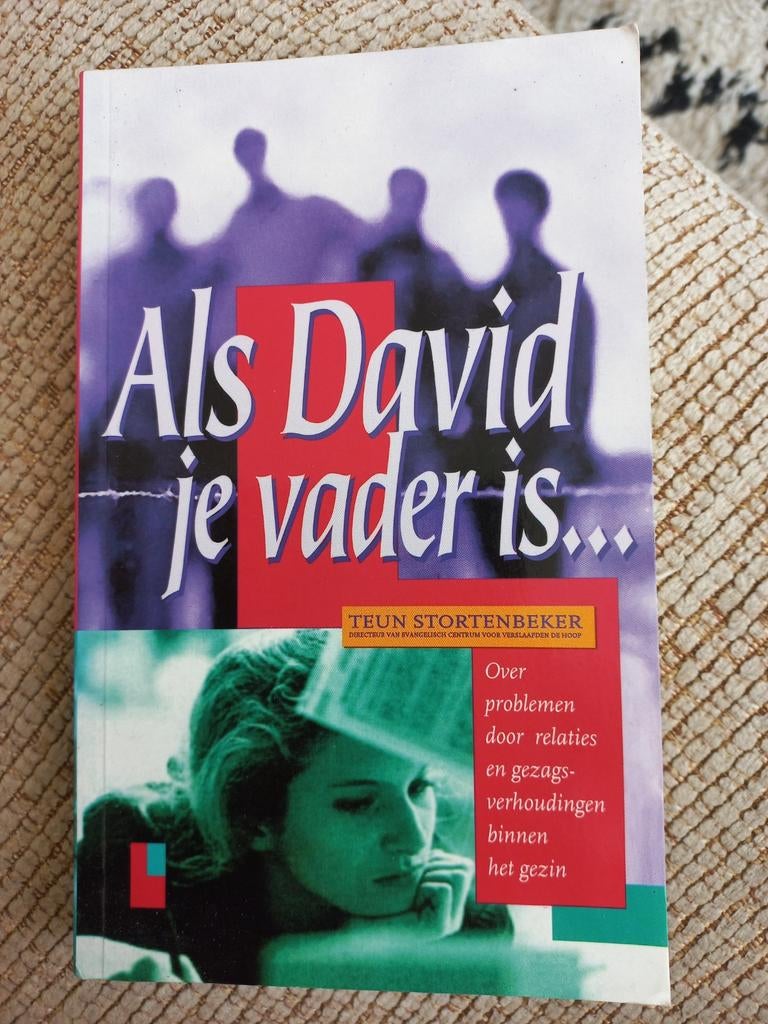 Als David
je vader is...
TEUN STORTENBEKER
DIRECTEUR VAN EVANGELISCH CENTRUM VOOR VERSLAAFDEN DE HOOP
Over
problemen
door relaties
en gezags-
verhoudingen
binnen
het gezin